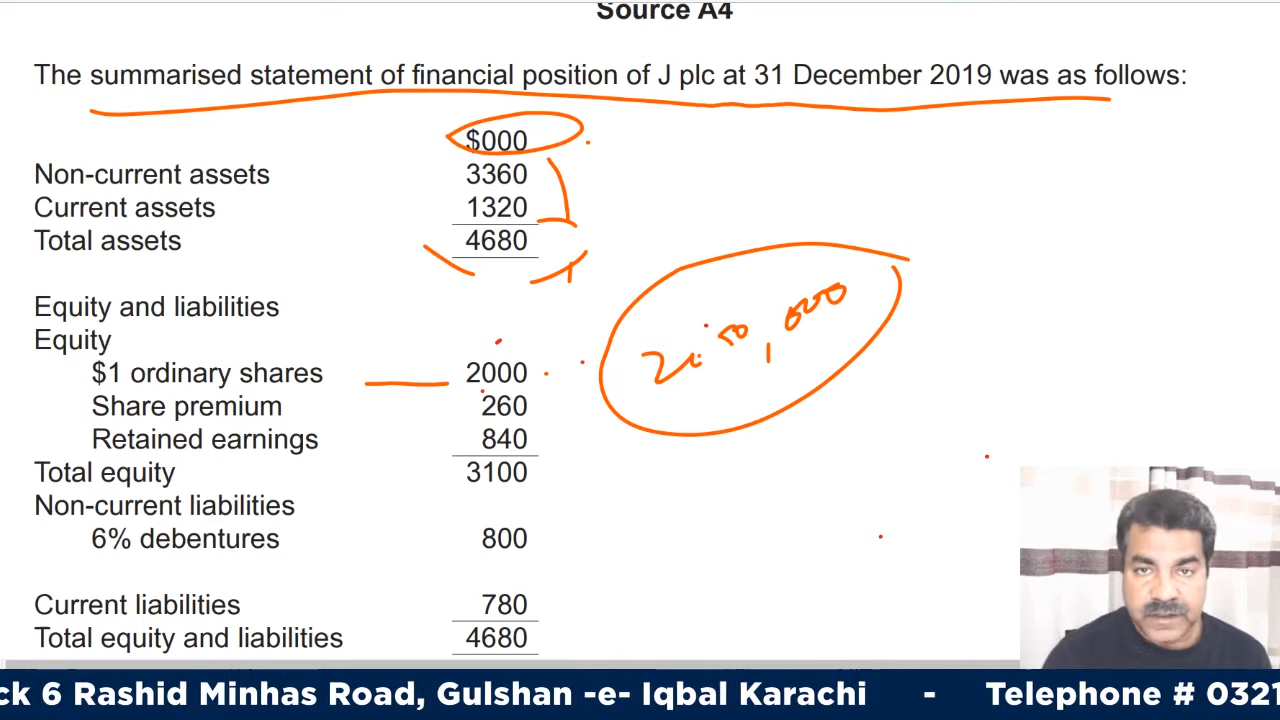 Source A4
The summarised statement of financial position of J plc at 31 December 2019 was as follows:
$000
Non-current assets 3360
Current assets 1320
Total assets 4680
Equity and liabilities
Equity
$1 ordinary shares 2000
Share premium 260
Retained earnings 840
Total equity 3100
Non-current liabilities
6% debentures 800
Current liabilities 780
Total equity and liabilities 4680
ck 6 Rashid Minhas Road, Gulshan -e- Iqbal Karachi - Telephone # 0321